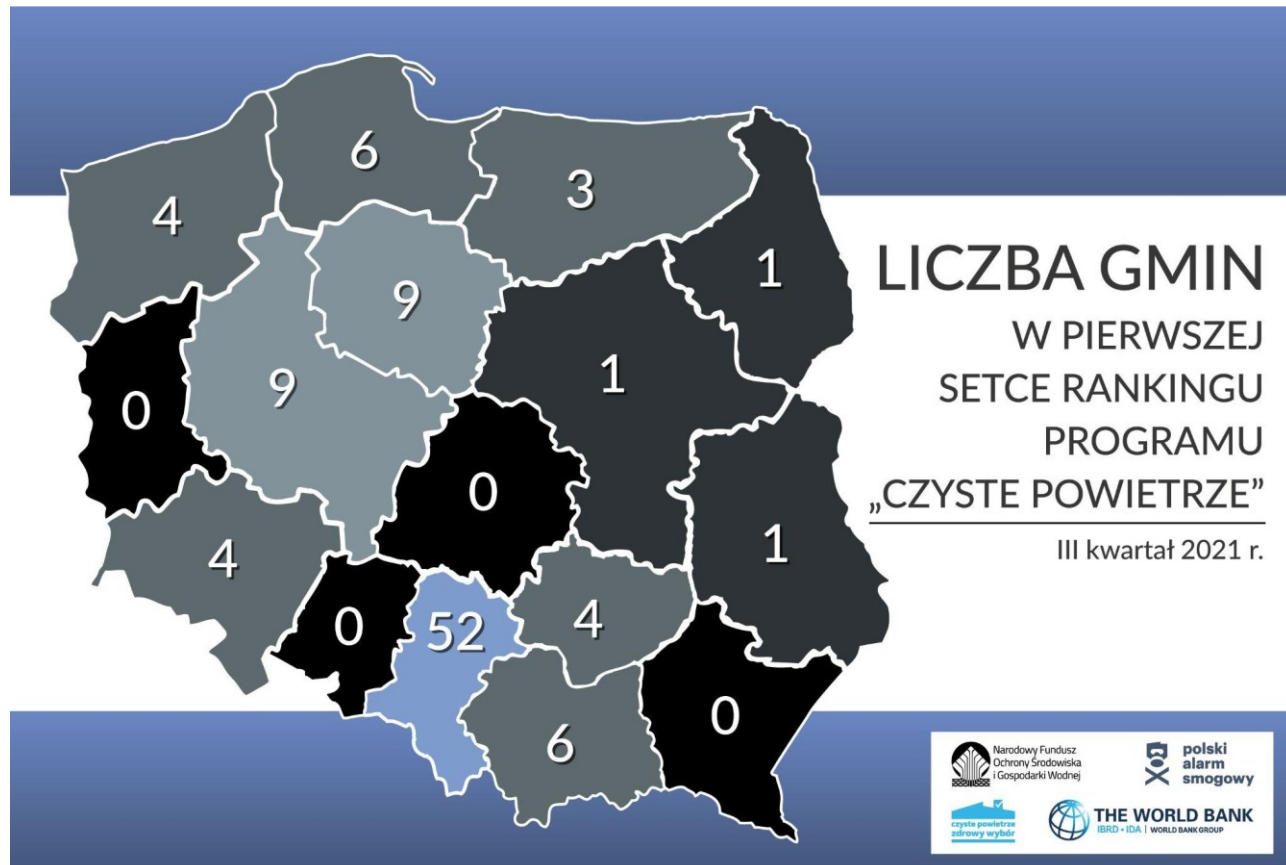 6
3
4
1
9
1
9
0
0
1
4
52
4
0
0
6
LICZBA GMIN
W PIERWSZEJ
SETCE RANKINGU
PROGRAMU
„CZYSTE POWIETRZE”
III kwartał 2021 r.
Narodowy Fundusz
Ochrony Środowiska
i Gospodarki Wodnej
polski
alarm
smogowy
czyste powietrze
zdrowy wybór
THE WORLD BANK
IBRD • IDA | WORLD BANK GROUP